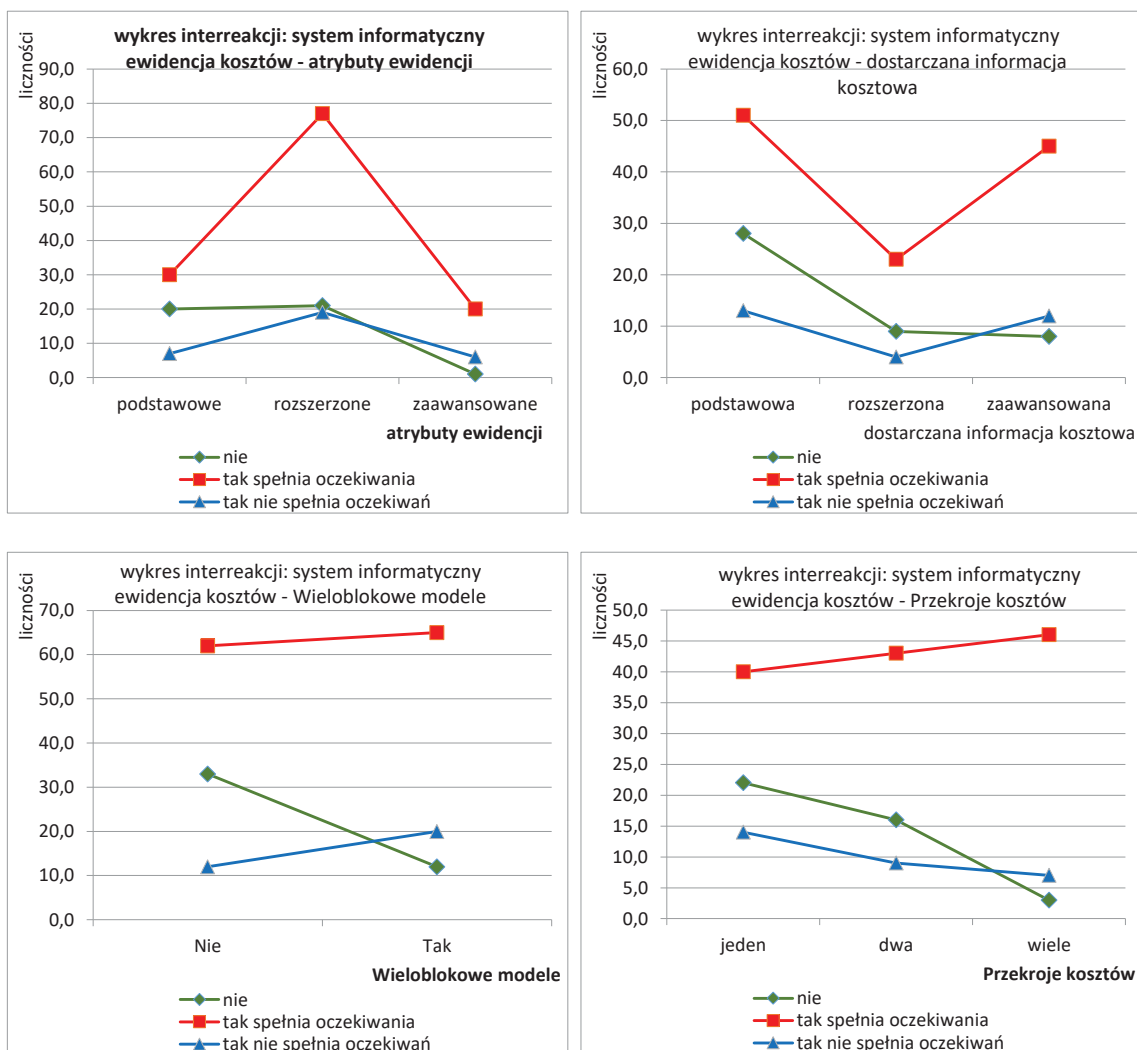 liczności
wykres interreakcji: system informatyczny
ewidencja kosztów - atrybuty ewidencji
90,0
80,0
70,0
60,0
50,0
40,0
30,0
20,0
10,0
0,0
podstawowe rozszerzone zaawansowane
atrybuty ewidencji
nie
tak spełnia oczekiwania
tak nie spełnia oczekiwań
liczności
wykres interreakcji: system informatyczny
ewidencja kosztów - dostarczana informacja
kosztowa
60,0
50,0
40,0
30,0
20,0
10,0
0,0
podstawowa rozszerzona zaawansowana
dostarczana informacja kosztowa
nie
tak spełnia oczekiwania
tak nie spełnia oczekiwań
liczności
wykres interreakcji: system informatyczny
ewidencja kosztów - Wieloblokowe modele
70,0
60,0
50,0
40,0
30,0
20,0
10,0
0,0
Nie Tak
Wieloblokowe modele
nie
tak spełnia oczekiwania
tak nie spełnia oczekiwań
liczności
wykres interreakcji: system informatyczny
ewidencja kosztów - Przekroje kosztów
50,0
45,0
40,0
35,0
30,0
25,0
20,0
15,0
10,0
5,0
0,0
jeden dwa wiele
Przekroje kosztów
nie
tak spełnia oczekiwania
tak nie spełnia oczekiwań